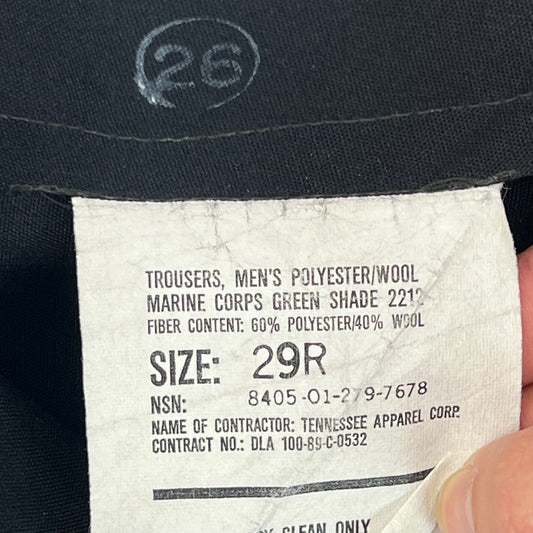 26
TROUSERS, MEN'S POLYESTER/WOOL
MARINE CORPS GREEN SHADE 2212
FIBER CONTENT: 60% POLYESTER/40% WOOL
SIZE: 29R
NSN: 8405-01-279-7678
NAME OF CONTRACTOR: TENNESSEE APPAREL CORP.
CONTRACT NO.: DLA 100-89-C-0532
CLEAN ONLY